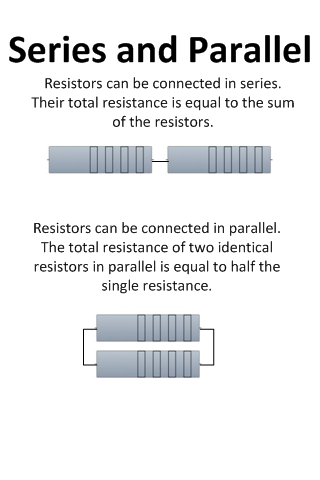 Series and Parallel
Resistors can be connected in series.
Their total resistance is equal to the sum
of the resistors.
Resistors can be connected in parallel.
The total resistance of two identical
resistors in parallel is equal to half the
single resistance.